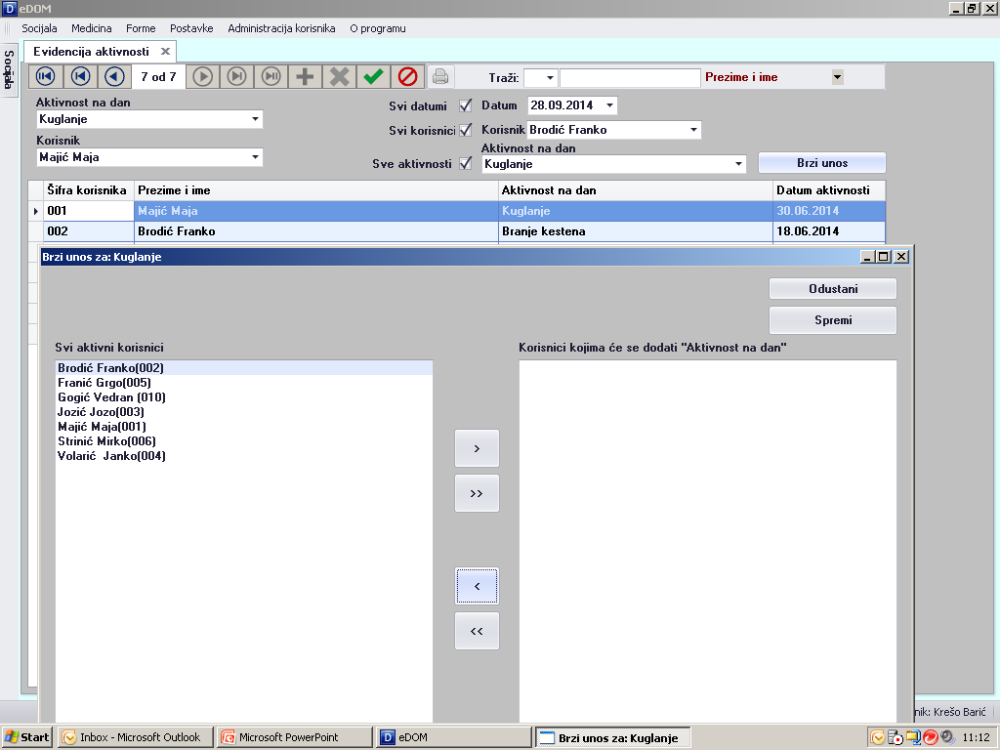 eDOM
Socijala Medicina Forme Postavke Administracija korisnika O programu
Socijala
Evidencija aktivnosti
7 od 7
Traži:
Prezime i ime
Aktivnost na dan
Kuglanje
Korisnik
Majić Maja
Svi datumi Datum 28.09.2014
Svi korisnici Korisnik Brodić Franko
Aktivnost na dan
Sve aktivnosti Kuglanje
Brzi unos
Šifra korisnika Prezime i ime Aktivnost na dan Datum aktivnosti
001 Majić Maja Kuglanje 30.06.2014
002 Brodić Franko Branje kestena 18.06.2014
Brzi unos za: Kuglanje
Odustani
Spremi
Svi aktivni korisnici
Korisnici kojima će se dodati "Aktivnost na dan"
Brodić Franko(002)
Franić Grgo(005)
Gogić Vedran (010)
Jozić Jozo(003)
Majić Maja(001)
Strinić Mirko(006)
Volarić  Janko(004)
>
>>
<
<<
nik: Krešo Barić
Start Inbox - Microsoft Outlook Microsoft PowerPoint eDOM Brzi unos za: Kuglanje 11:12